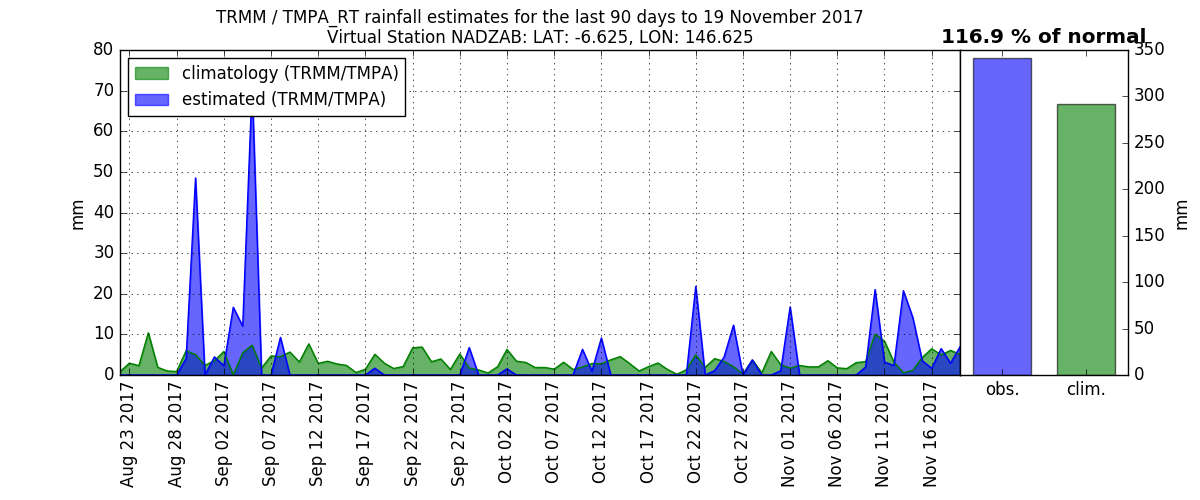 TRMM / TMPA_RT rainfall estimates for the last 90 days to 19 November 2017
Virtual Station NADZAB: LAT: -6.625, LON: 146.625
116.9 % of normal
climatology (TRMM/TMPA)
estimated (TRMM/TMPA)
80
70
60
50
40
30
20
10
0
mm
Aug 23 2017
Aug 28 2017
Sep 02 2017
Sep 07 2017
Sep 12 2017
Sep 17 2017
Sep 22 2017
Sep 27 2017
Oct 02 2017
Oct 07 2017
Oct 12 2017
Oct 17 2017
Oct 22 2017
Oct 27 2017
Nov 01 2017
Nov 06 2017
Nov 11 2017
Nov 16 2017
obs.
clim.
350
300
250
200
150
100
50
0
mm